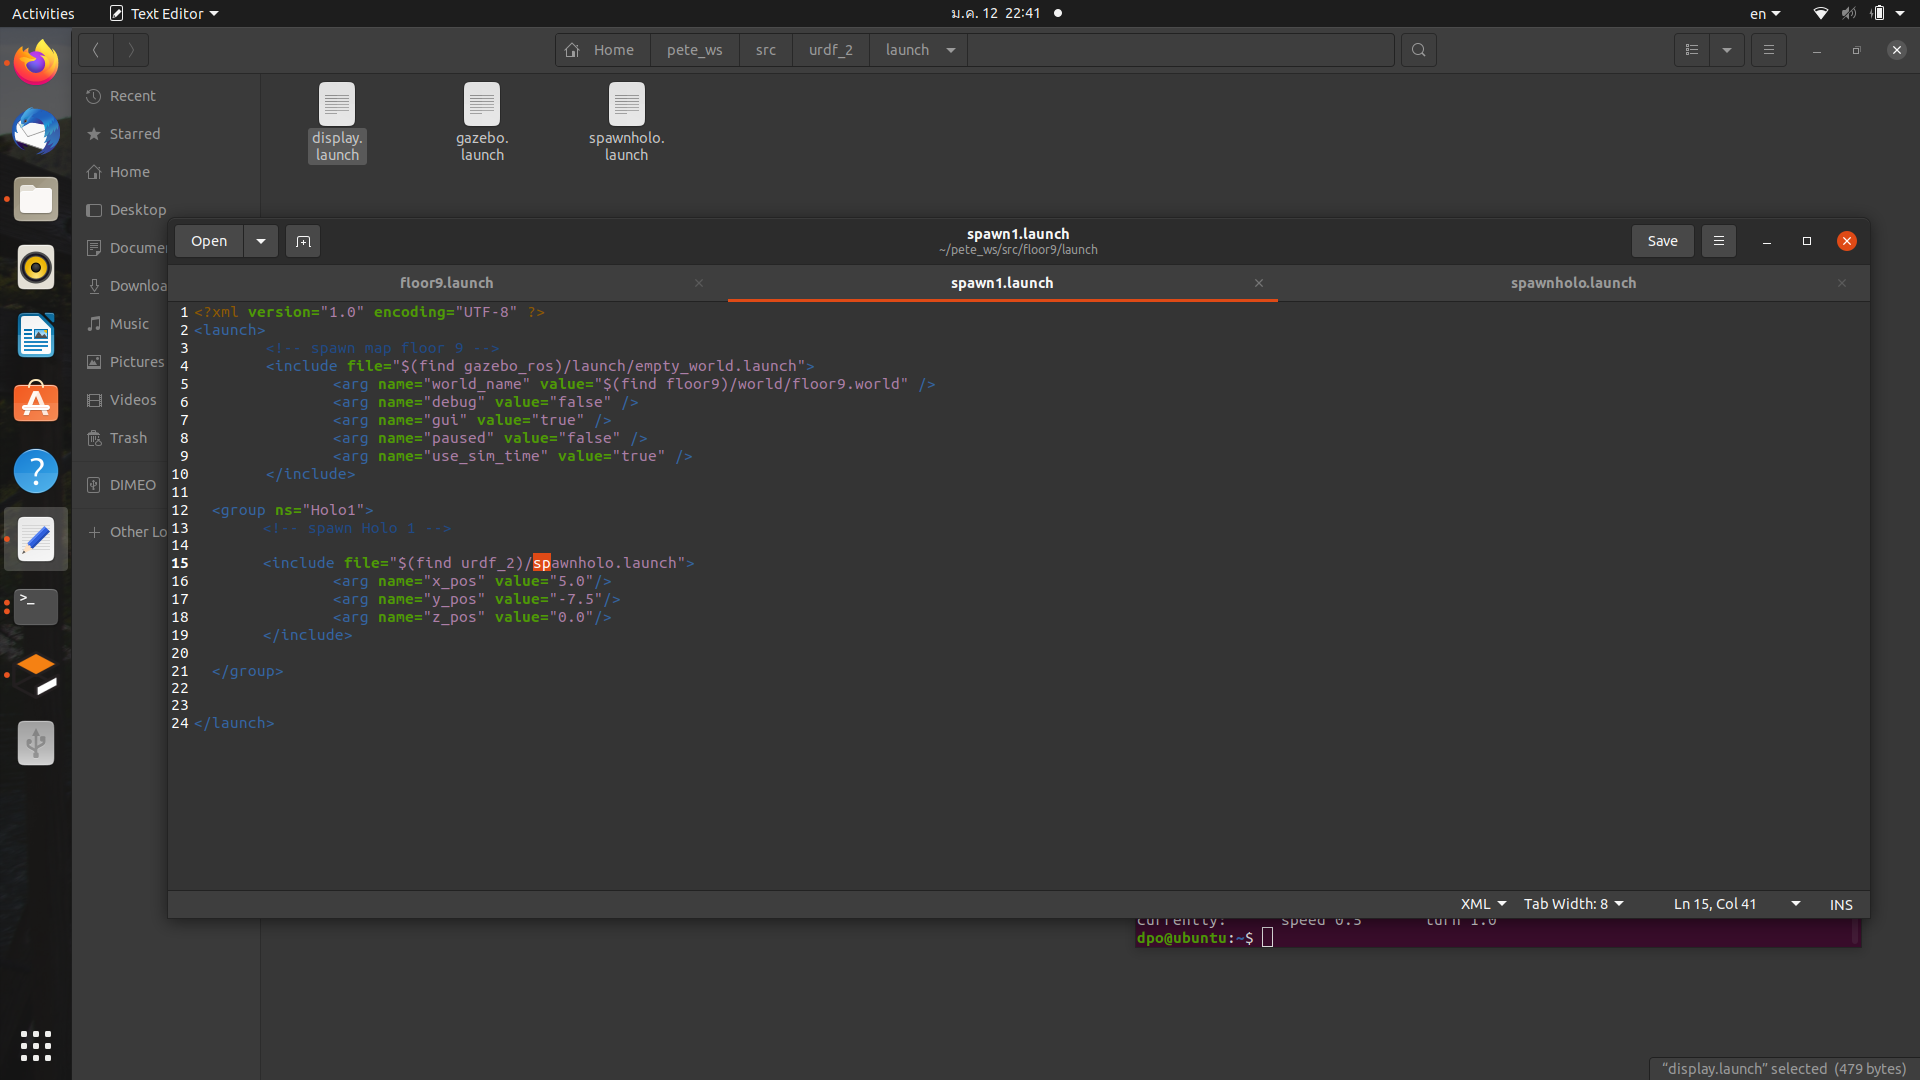 Activities
Text Editor
ม.ค. 12 22:41
en
Home
pete_ws
src
urdf_2
launch
Recent
Starred
Home
Desktop
Documen
Downloa
Music
Pictures
Videos
Trash
DIMEO
Other Lo
display.
launch
gazebo.
launch
spawnholo.
launch
Open
spawn1.launch
~/pete_ws/src/floor9/launch
Save
floor9.launch
spawn1.launch
spawnholo.launch
1 <?xml version="1.0" encoding="UTF-8" ?>
2 <launch>
3 <!-- spawn map floor 9 -->
4 <include file="$(find gazebo_ros)/launch/empty_world.launch">
5 <arg name="world_name" value="$(find floor9)/world/floor9.world" />
6 <arg name="debug" value="false" />
7 <arg name="gui" value="true" />
8 <arg name="paused" value="false" />
9 <arg name="use_sim_time" value="true" />
10 </include>
11
12 <group ns="Holo1">
13 <!-- spawn Holo 1 -->
14
15 <include file="$(find urdf_2)/spawnholo.launch">
16 <arg name="x_pos" value="5.0"/>
17 <arg name="y_pos" value="-7.5"/>
18 <arg name="z_pos" value="0.0"/>
19 </include>
20
21 </group>
22
23
24 </launch>
XML
Tab Width: 8
Ln 15, Col 41
INS
currently: speed 0.5 turn 1.0
dpo@ubuntu:~$
"display.launch" selected (479 bytes)